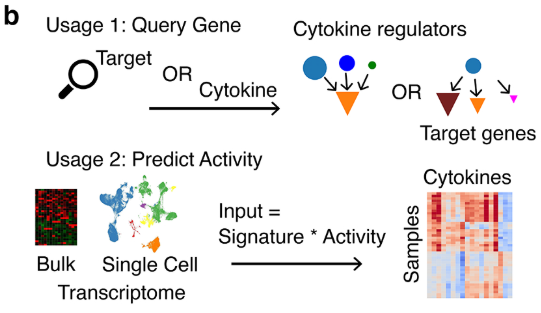 b
Usage 1: Query Gene
Target
OR
Cytokine
Cytokine regulators
OR
Target genes
Usage 2: Predict Activity
Bulk
Single Cell
Transcriptome
Input =
Signature * Activity
Cytokines
Samples